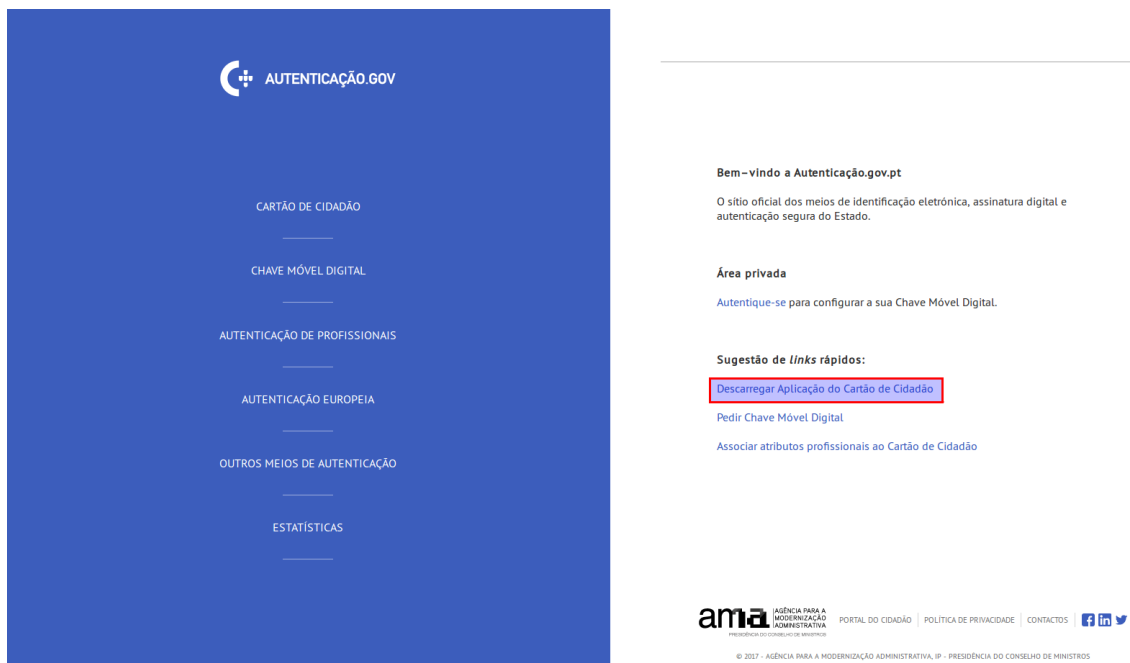 AUTENTICAÇÃO.GOV
CARTÃO DE CIDADÃO
CHAVE MÓVEL DIGITAL
AUTENTICAÇÃO DE PROFISSIONAIS
AUTENTICAÇÃO EUROPEIA
OUTROS MEIOS DE AUTENTICAÇÃO
ESTATÍSTICAS
Bem-vindo a Autenticação.gov.pt
O sítio oficial dos meios de identificação eletrónica, assinatura digital e
autenticação segura do Estado.
Área privada
Autentique-se para configurar a sua Chave Móvel Digital.
Sugestão de links rápidos:
Descarregar Aplicação do Cartão de Cidadão
Pedir Chave Móvel Digital
Associar atributos profissionais ao Cartão de Cidadão
ama
AGÊNCIA PARA A
MODERNIZAÇÃO
ADMINISTRATIVA
PRESIDÊNCIA DO CONSELHO DE MINISTROS
PORTAL DO CIDADÃO POLÍTICA DE PRIVACIDADE CONTACTOS
© 2017 - AGÊNCIA PARA A MODERNIZAÇÃO ADMINISTRATIVA, IP - PRESIDÊNCIA DO CONSELHO DE MINISTROS